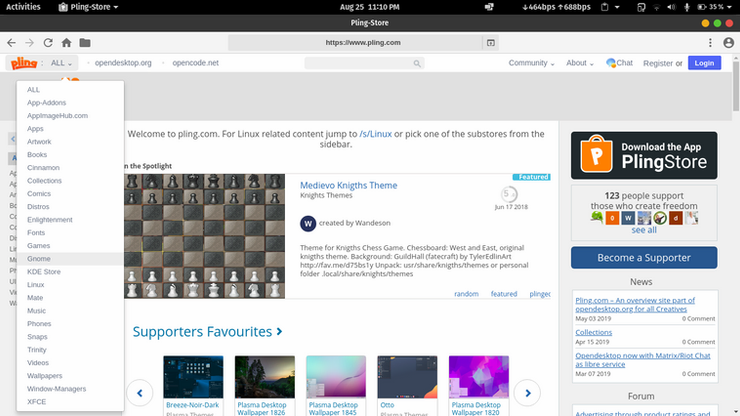 Activities
Pling-Store
Aug 25 11:10 PM
↓464bps ↑688bps
35 %
Pling-Store
https://www.pling.com
pling : ALL
opendesktop.org
opencode.net
Community
About
Chat
Register or
Login
ALL
App-Addons
AppImageHub.com
Apps
Artwork
Books
Cinnamon
Collections
Comics
Distros
Enlightenment
Fonts
Games
Gnome
KDE Store
Linux
Mate
Music
Phones
Snaps
Trinity
Videos
Wallpapers
Window-Managers
XFCE
Welcome to pling.com. For Linux related content jump to /s/Linux or pick one of the substores from the
sidebar.
n the Spotlight
Featured
Medievo Knigths Theme
Knights Themes
5
Jun 17 2018
W created by Wandeson
Theme for Knigths Chess Game. Chessboard: West and East, original
knigths theme. Background: GuildHall (fatecraft) by TylerEdlinArt
http://fav.me/d75bs1y Unpack: usr/share/knigths/themes or personal
folder .local/share/knigths/themes
random featured plinged
Supporters Favourites
Breeze-Noir-Dark
Plasma Themes
Plasma Desktop
Wallpaper 1826
Plasma Desktop
Wallpaper 1845
Otto
Plasma Themes
Plasma Desktop
Wallpaper 1820
Download the App
PlingStore
123 people support
those who create freedom
see all
Become a Supporter
News
Pling.com – An overview site part of
opendesktop.org for all Creatives
May 03 2019 0 Comment
Collections
Apr 15 2019 0 Comment
Opendesktop now with Matrix/Riot Chat
as libre service
Mar 07 2019 0 Comment
Forum
Advertising through product ratings and